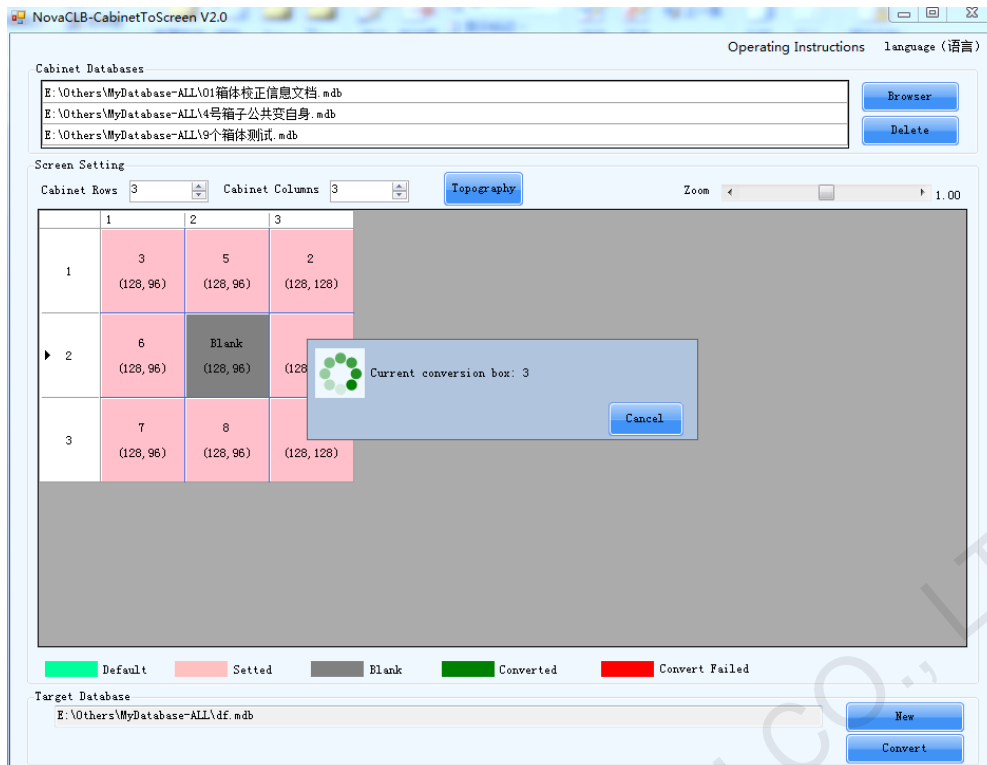 NovaCLB-CabinetToScreen V2.0
Operating Instructions language (语言)
Cabinet Databases
E:\Others\MyDatabase-ALL\01箱体校正信息文档.mdb
Browser
E:\Others\MyDatabase-ALL\4号箱子公共变自身.mdb
E:\Others\MyDatabase-ALL\9个箱体测试.mdb
Delete
Screen Setting
Cabinet Rows 3 Cabinet Columns 3 Topography Zoom 1.00
1 2 3
1
3 5 2
(128, 96) (128, 96) (128, 128)
2
6 Blank
(128, 96) (128, 96) (128
Current conversion box: 3
Cancel
3
7 8
(128, 96) (128, 96) (128, 128)
Default Setted Blank Converted Convert Failed
Target Database
E:\Others\MyDatabase-ALL\df.mdb
New
Convert
CO., LT